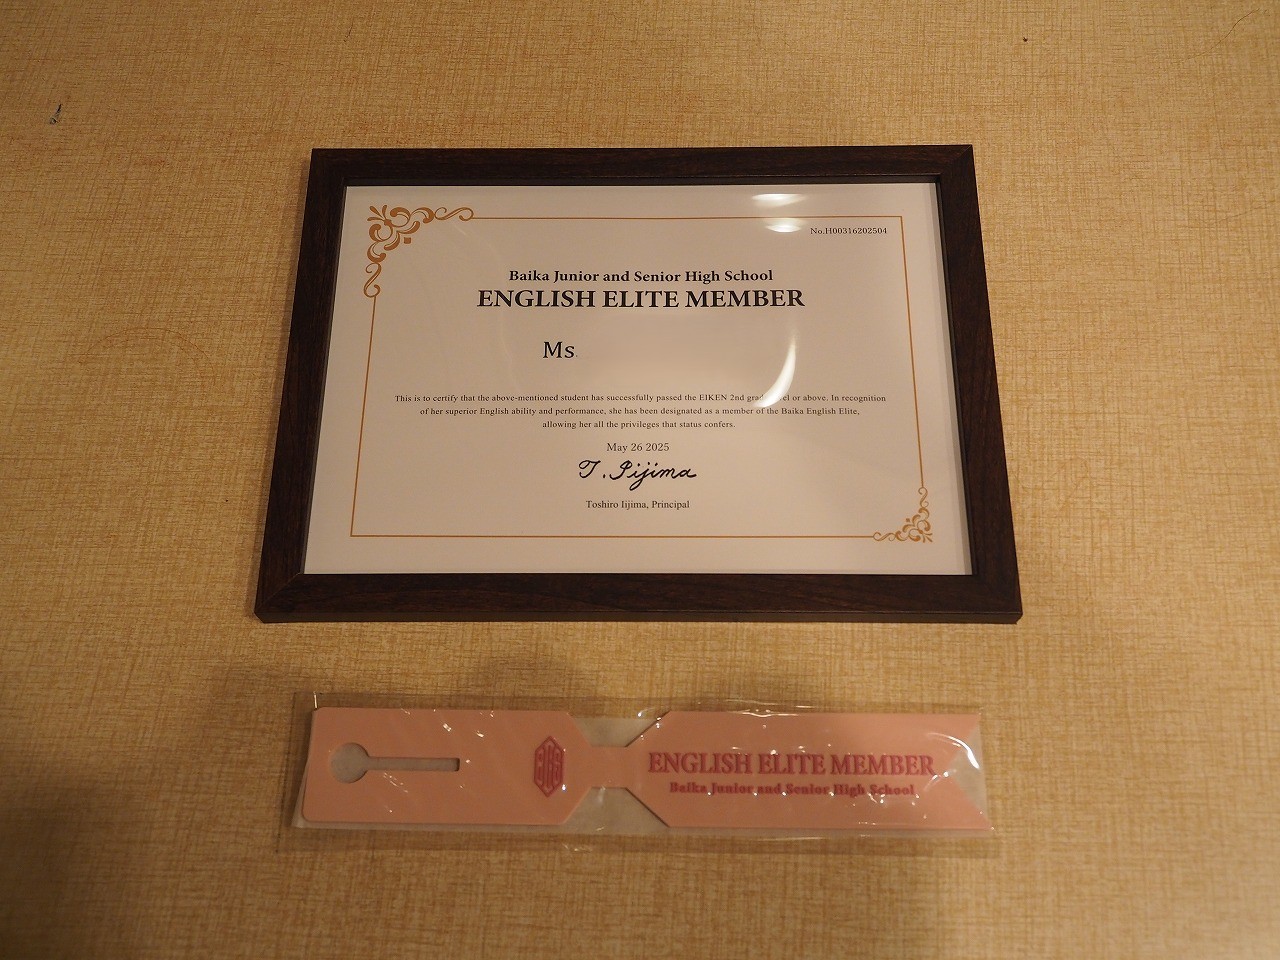 No.H00316202504
Baika Junior and Senior High School
ENGLISH ELITE MEMBER
Ms.
This is to certify that the above-mentioned student has successfully passed the EIKEN 2nd or above. In recognition
of her superior English ability and performance, she has been designated as a member of the Baika English Elite,
allowing her all the privileges that status confers.
May 26 2025
T. Iijima
Toshiro Iijima, Principal
ENGLISH ELITE MEMBER
Baika Junior and Senior High School